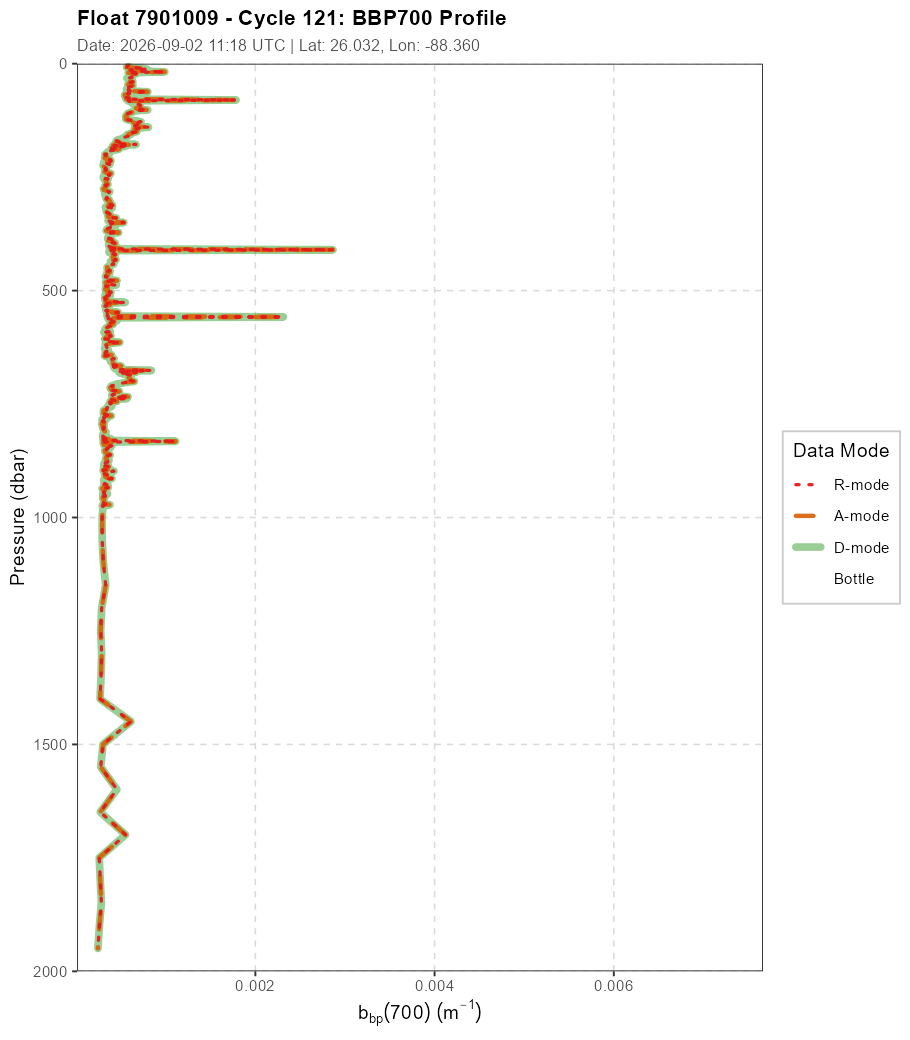 Float 7901009 - Cycle 121: BBP700 Profile
Date: 2026-09-02 11:18 UTC | Lat: 26.032, Lon: -88.360
0
500
1000
1500
2000
Pressure (dbar)
0.002
0.004
0.006
b_bp(700) (m⁻¹)
Data Mode
R-mode
A-mode
D-mode
Bottle